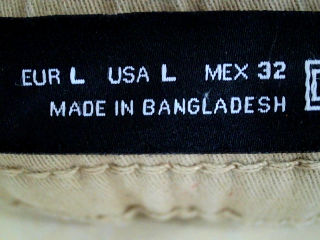 EUR L USA L MEX 32
MADE IN BANGLADESH